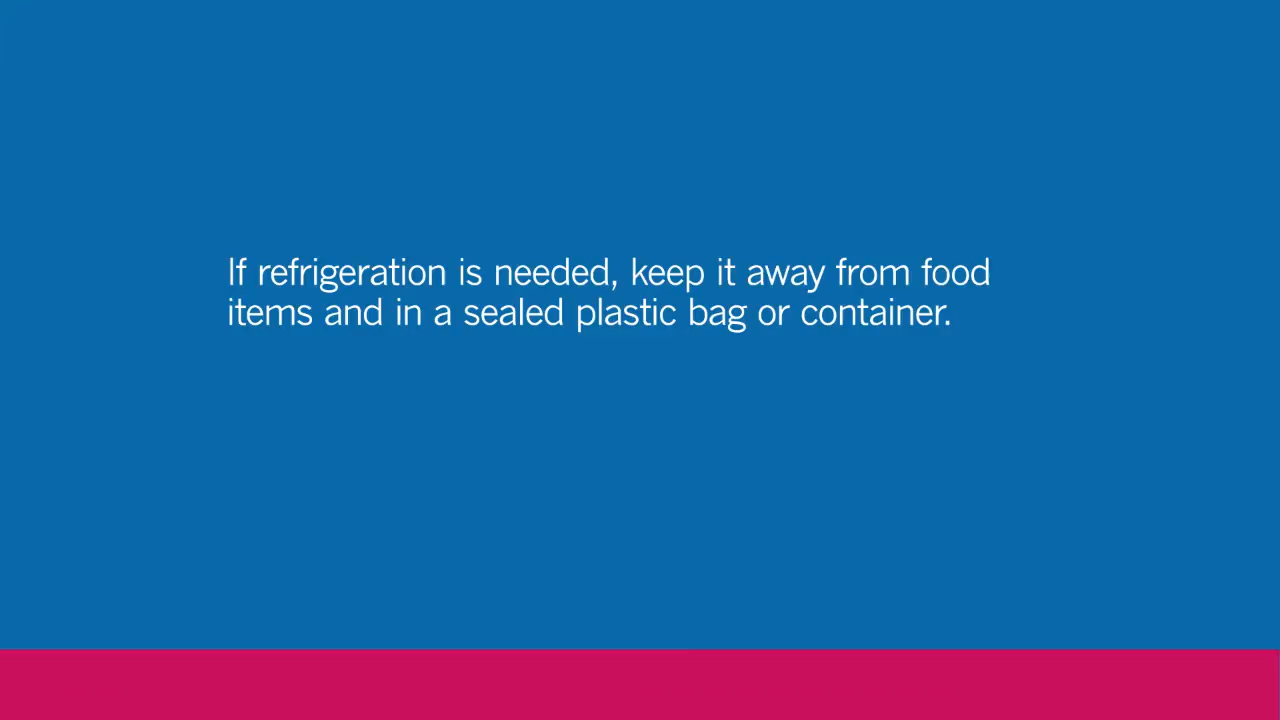 If refrigeration is needed, keep it away from food
items and in a sealed plastic bag or container.